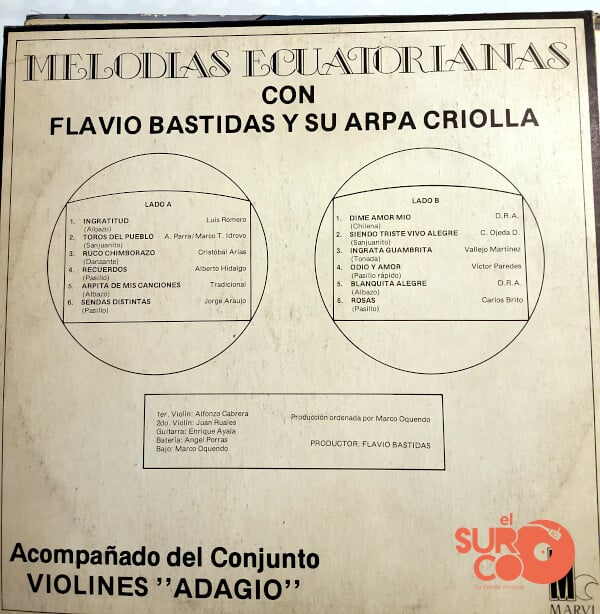 MELODIAS ECUATORIANAS
CON
FLAVIO BASTIDAS Y SU ARPA CRIOLLA
LADO A
1. INGRATITUD Luis Romero
(Albazo)
2. TOROS DEL PUEBLO A. Parra/Marco T. Idrovo
(Sanjuanito)
3. RUCO CHIMBORAZO Cristóbal Arias
(Danzante)
4. RECUERDOS Alberto Hidalgo
(Pasillo)
5. ARPITA DE MIS CANCIONES Tradicional
(Albazo)
6. SENDAS DISTINTAS Jorge Araujo
(Pasillo)
LADO B
1. DIME AMOR MIO D.R.A.
(Chilena)
2. SIENDO TRISTE VIVO ALEGRE C. Ojeda D.
(Sanjuanito)
3. INGRATA GUAMBRITA Vallejo Martínez
(Tonada)
4. ODIO Y AMOR Víctor Paredes
(Pasillo rápido)
5. BLANQUITA ALEGRE D.R.A.
(Albazo)
6. ROSAS Carlos Brito
(Pasillo)
1er. Violín: Alfonzo Cabrera
2do. Violín: Juan Ruales
Guitarra: Enrique Ayala
Batería: Angel Porras
Bajo: Marco Oquendo
Producción ordenada por Marco Oquendo
PRODUCTOR: FLAVIO BASTIDAS
Acompañado del Conjunto
VIOLINES ”ADAGIO”
el
SUR
CO
tu tienda musical
MARVI